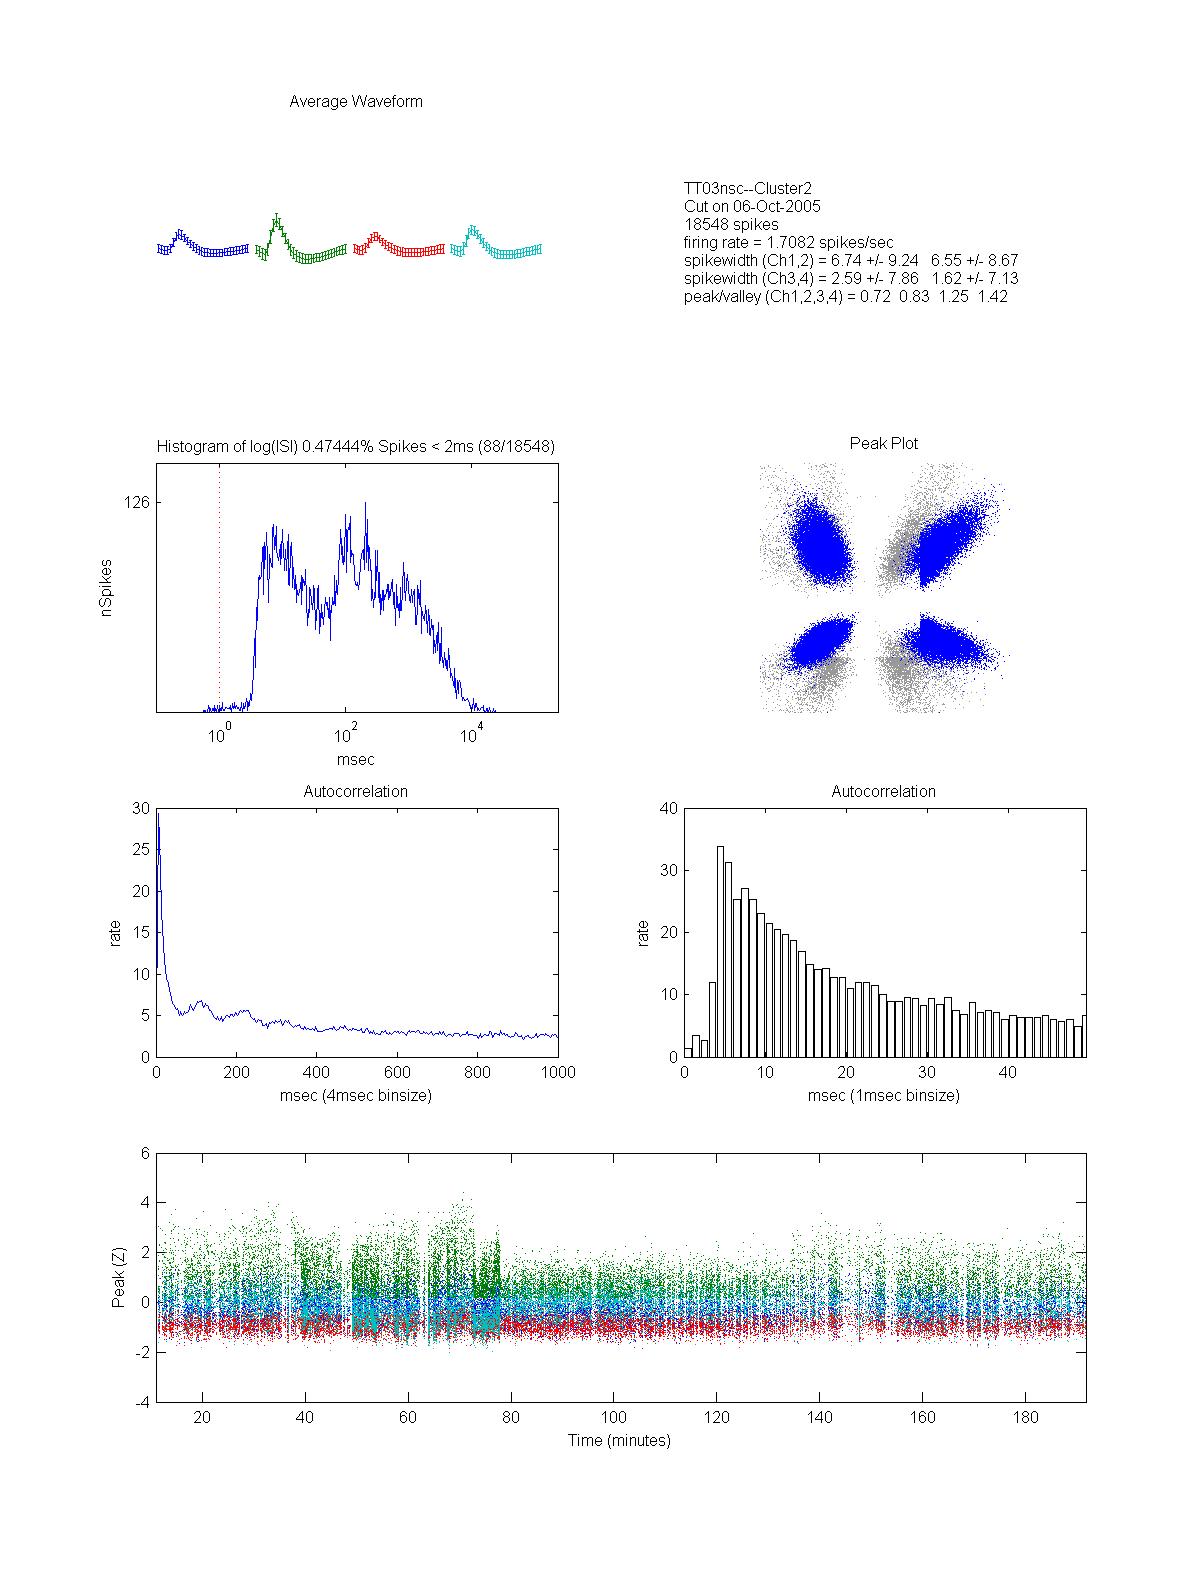 Average Waveform
TT03nsc--Cluster2
Cut on 06-Oct-2005
18548 spikes
firing rate = 1.7082 spikes/sec
spikewidth (Ch1,2) = 6.74 +/- 9.24 6.55 +/- 8.67
spikewidth (Ch3,4) = 2.59 +/- 7.86 1.62 +/- 7.13
peak/valley (Ch1,2,3,4) = 0.72 0.83 1.25 1.42
Histogram of log(ISI) 0.47444% Spikes < 2ms (88/18548)
126
nSpikes
10^0 10^2 10^4
msec
Peak Plot
Autocorrelation
30
25
20
15
10
5
0
rate
0 200 400 600 800 1000
msec (4msec binsize)
Autocorrelation
40
30
20
10
0
rate
0 10 20 30 40
msec (1msec binsize)
6
4
2
0
-2
-4
Peak (Z)
20 40 60 80 100 120 140 160 180
Time (minutes)